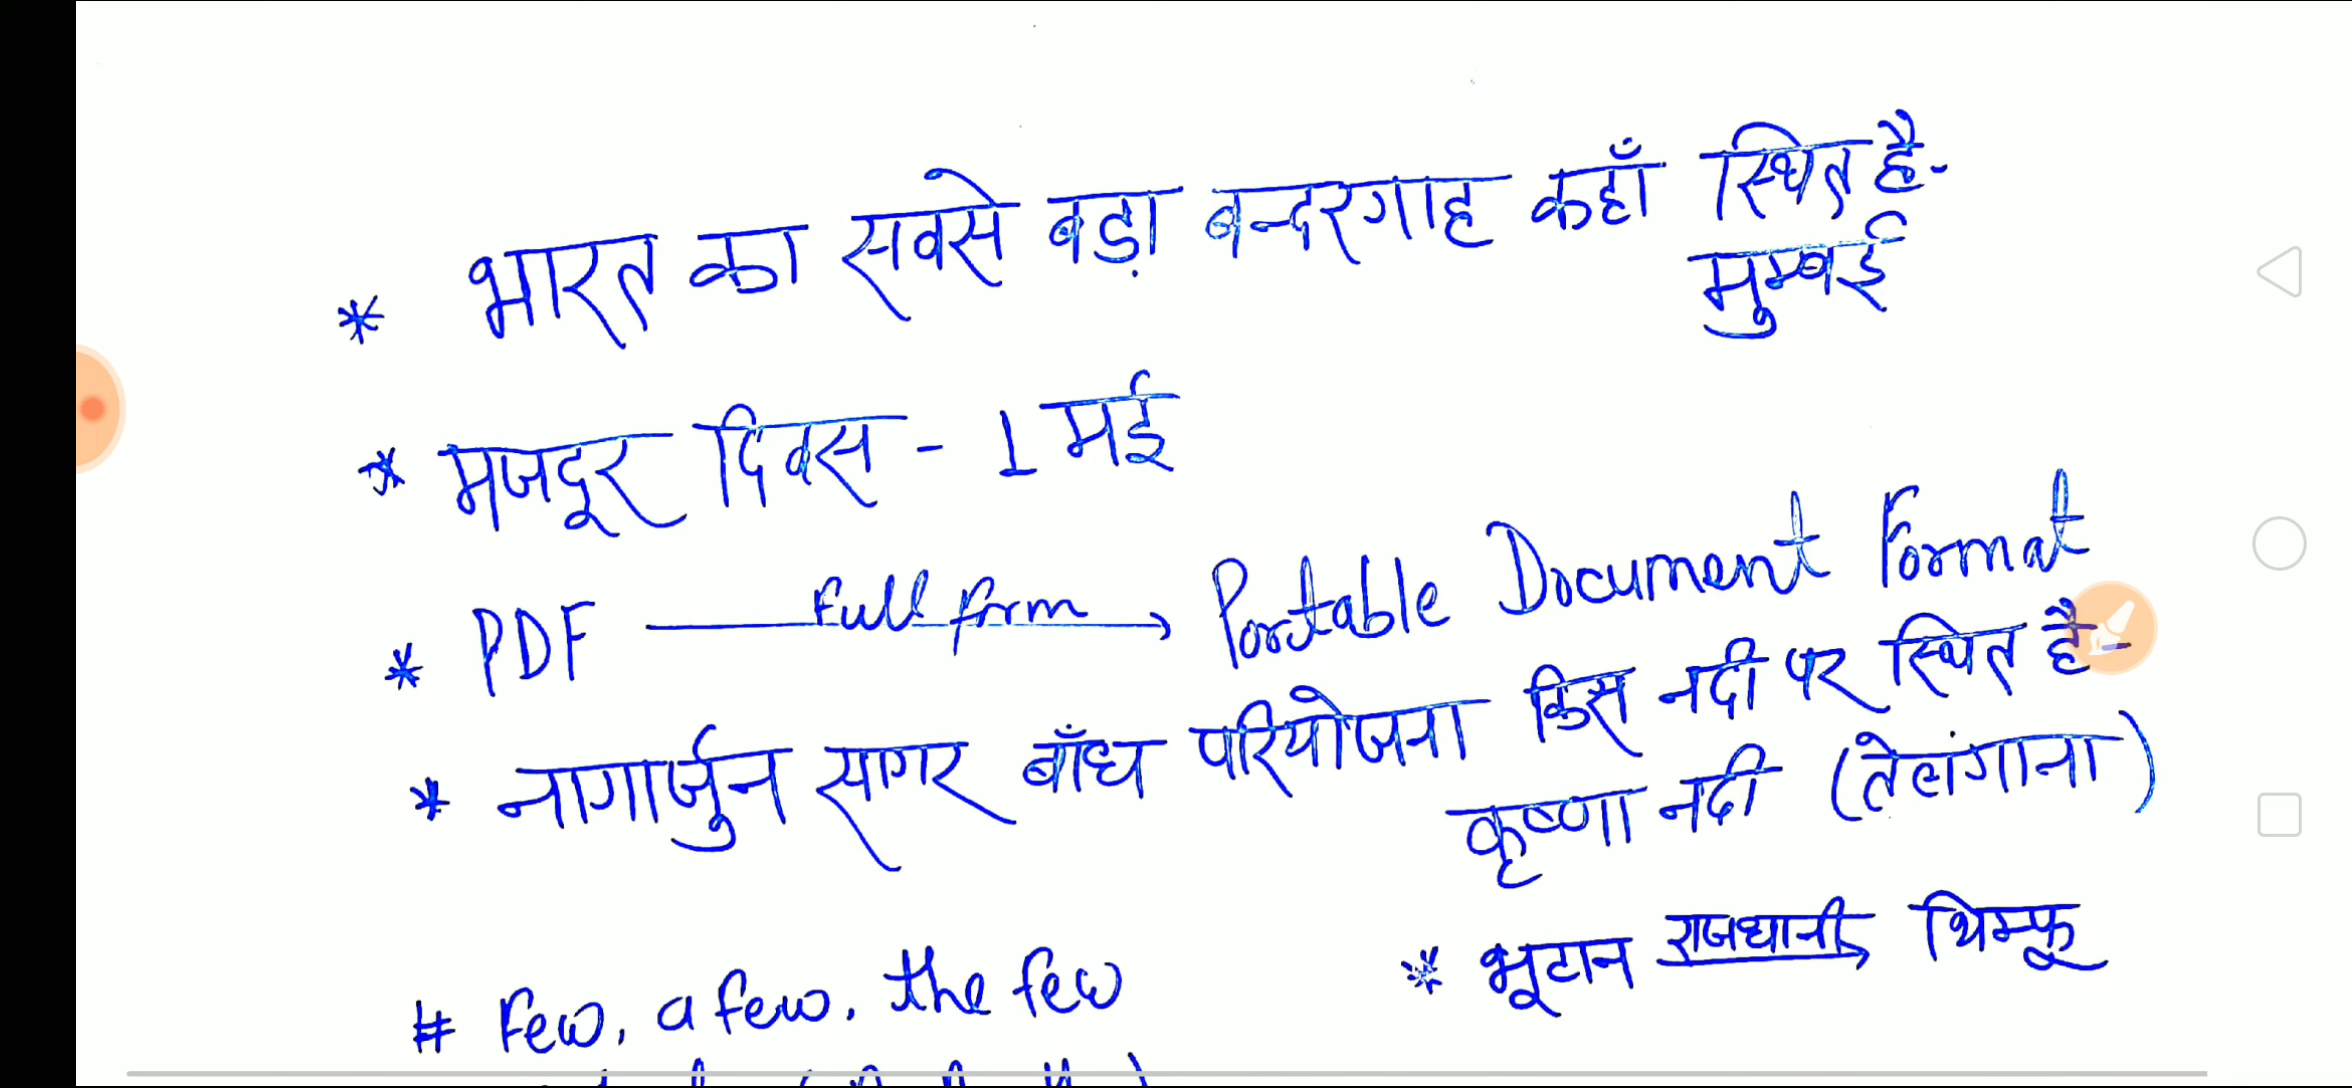 * भारत का सबसे बड़ा बन्दरगाह कहाँ स्थित है-
मुम्बई
* मजदूर दिवस - 1 मई
* PDF Full form → Portable Document Format
* नागार्जुन सागर बाँध परियोजना किस नदी पर स्थित है-
कृष्णा नदी (तेलंगाना)
* भूटान राजधानी → थिम्फू
# Few, a few, the few